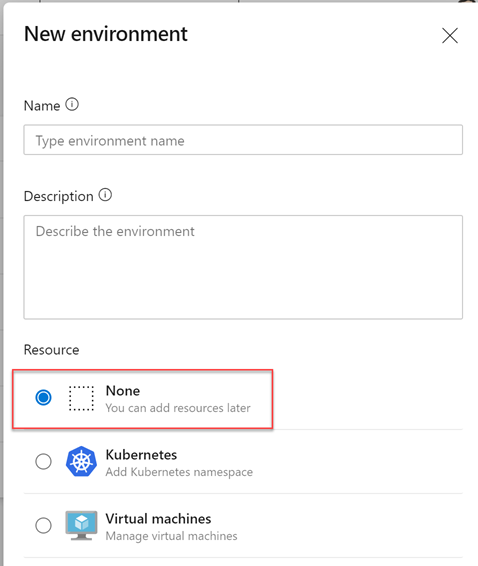 New environment
Name
Type environment name
Description
Describe the environment
Resource
None
You can add resources later
Kubernetes
Add Kubernetes namespace
Virtual machines
Manage virtual machines